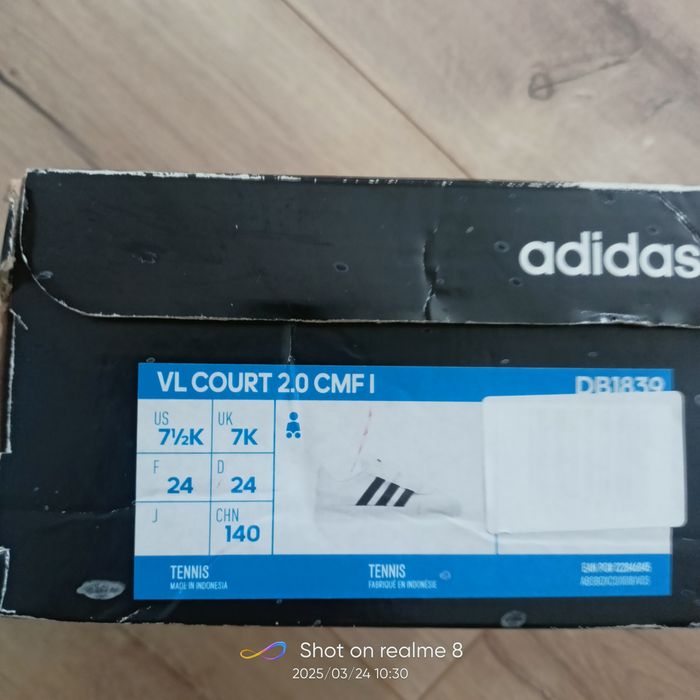 adidas
VL COURT 2.0 CMF I
DB1839
US
7½K
UK
7K
F
24
D
24
J
CHN
140
TENNIS
MADE IN INDONESIA
TENNIS
FABRIQUÉ EN INDONÉSIE
Shot on realme 8
2025/03/24 10:30